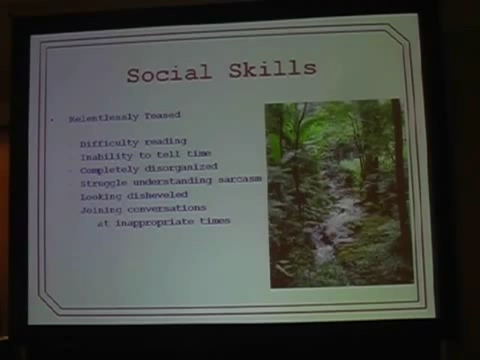 Social Skills
• Relentlessly Teased
Difficulty reading
Inability to tell time
- Completely disorganized
Struggle understanding sarcasm
Looking disheveled
Joining conversations
at inappropriate times